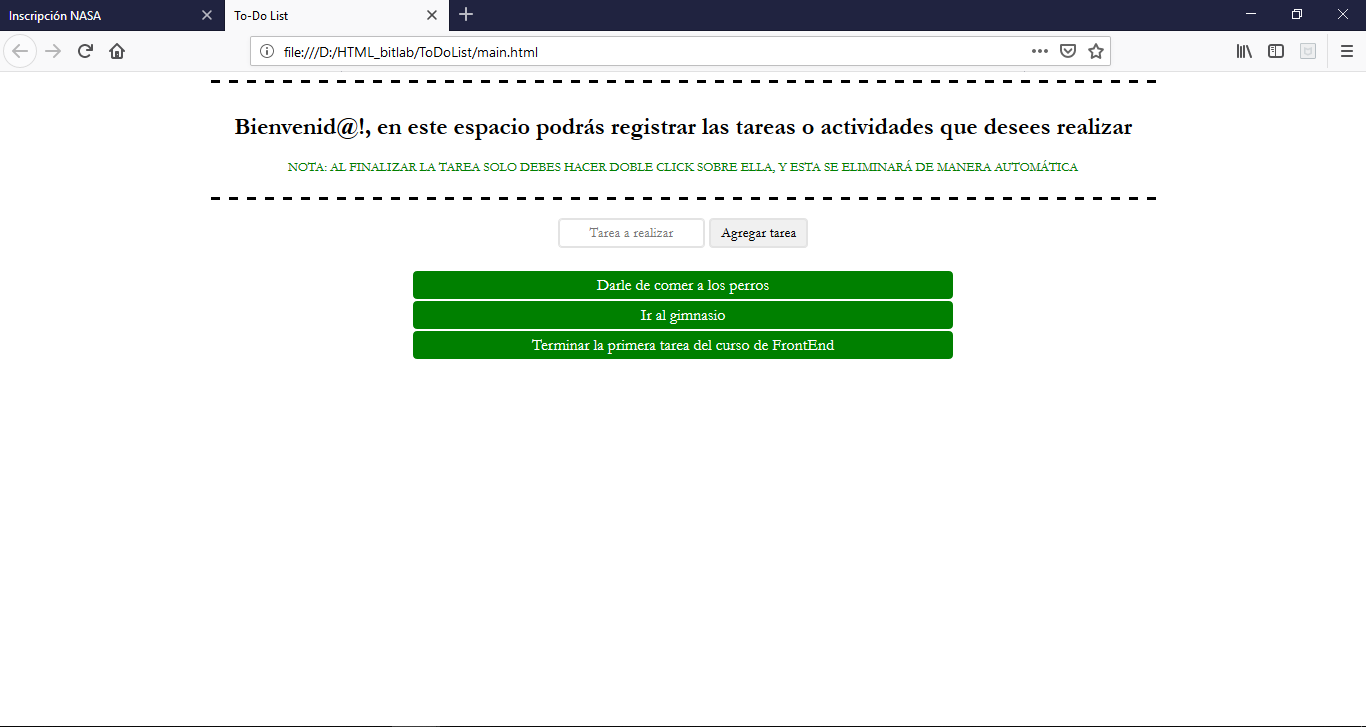 Inscripción NASA
To-Do List
file:///D:/HTML_bitlab/ToDoList/main.html
Bienvenid@!, en este espacio podrás registrar las tareas o actividades que desees realizar
NOTA: AL FINALIZAR LA TAREA SOLO DEBES HACER DOBLE CLICK SOBRE ELLA, Y ESTA SE ELIMINARÁ DE MANERA AUTOMÁTICA
Tarea a realizar
Agregar tarea
Darle de comer a los perros
Ir al gimnasio
Terminar la primera tarea del curso de FrontEnd